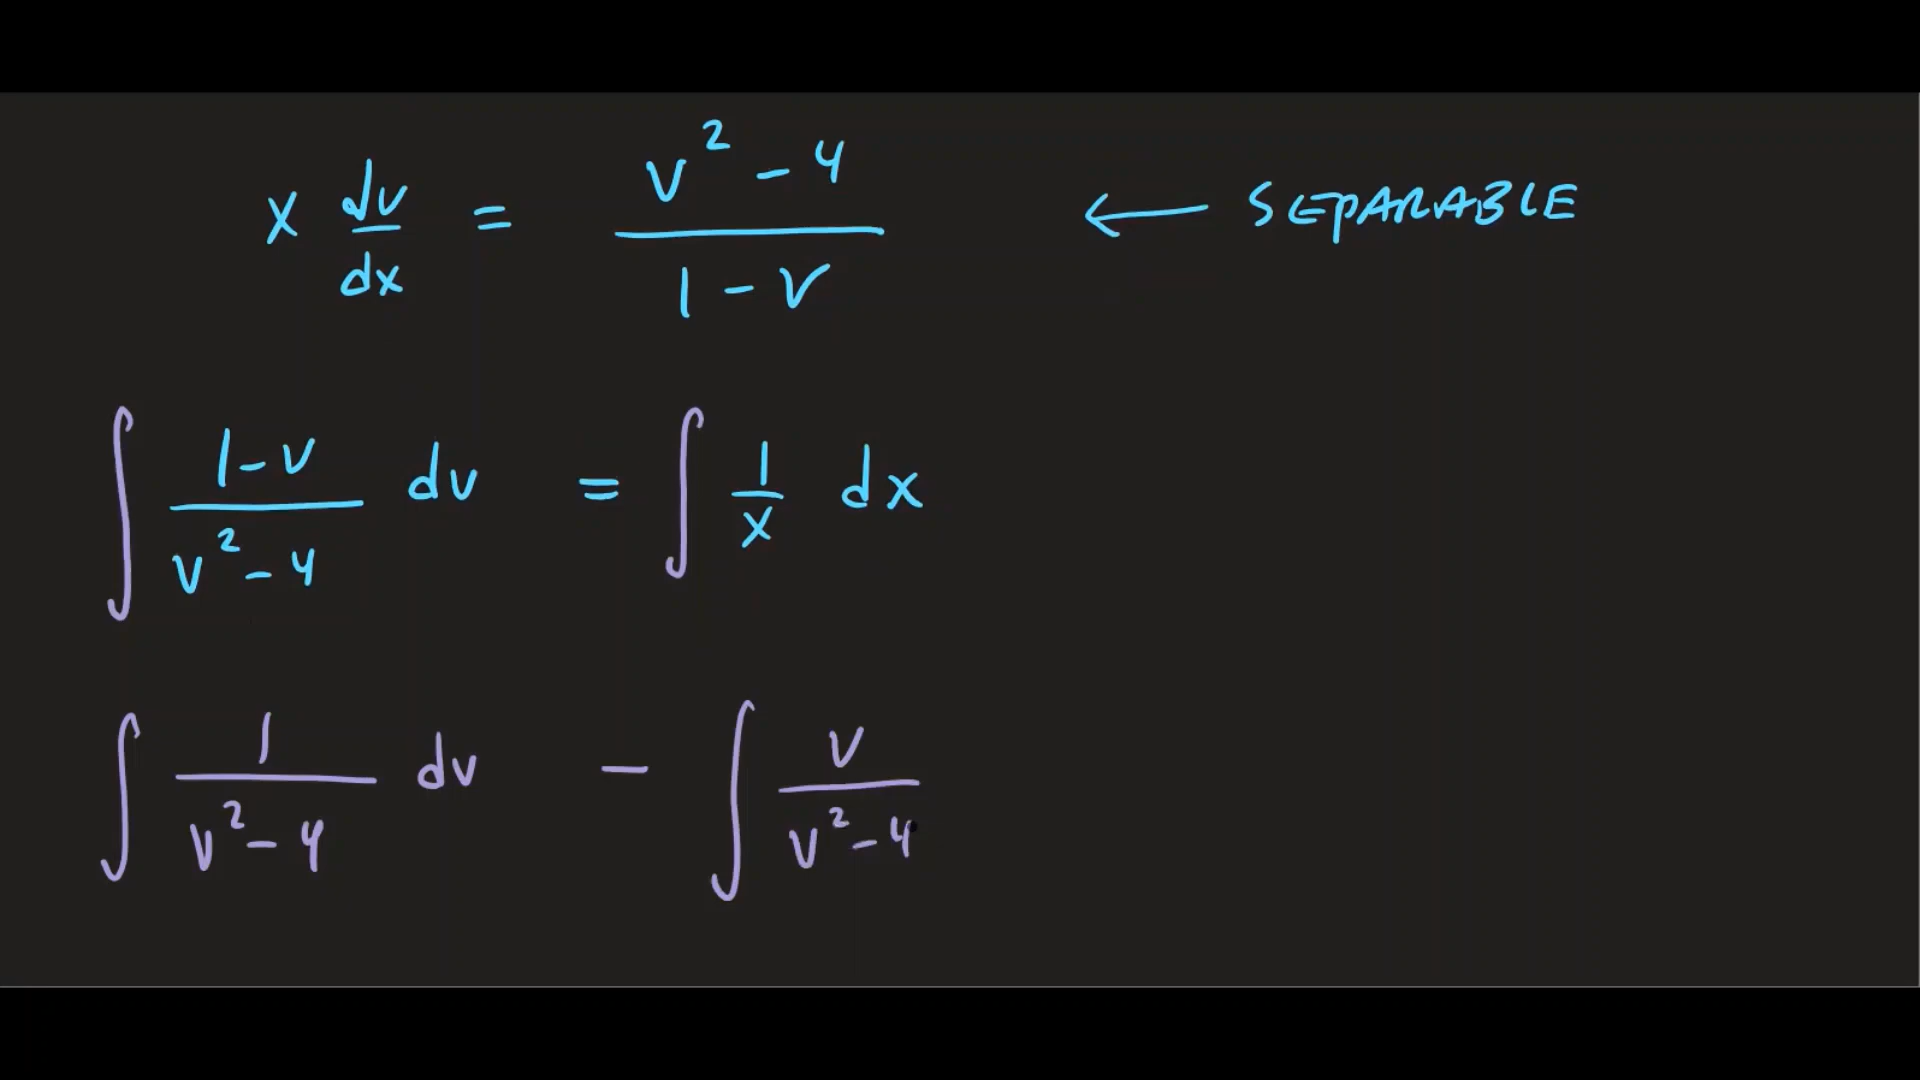 x dv/dx = (v² - 4)/(1 - v) ← SEPARABLE
∫ (1-v)/(v² - 4) dv = ∫ 1/x dx
∫ 1/(v² - 4) dv - ∫ v/(v² - 4)